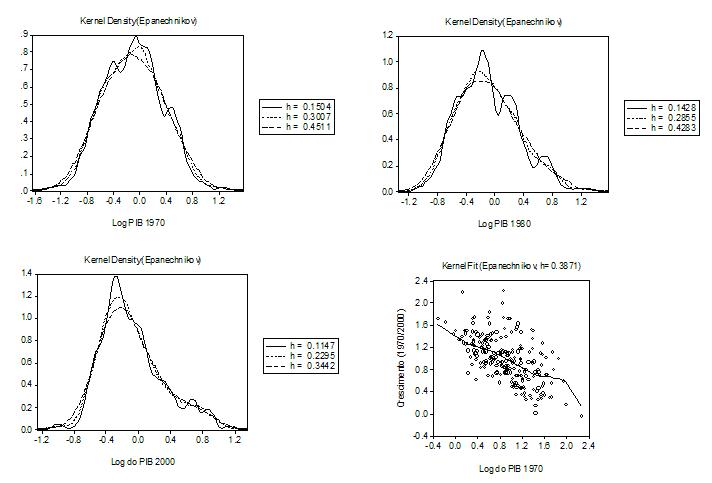 Kernel Density (Epanechnikov)
.9
.8
.7
.6
.5
.4
.3
.2
.1
.0
-1.6 -1.2 -0.8 -0.4 0.0 0.4 0.8 1.2
h = 0.1504
h = 0.3007
h = 0.4511
Log PIB 1970
Kernel Density (Epanechnikov)
1.2
1.0
0.8
0.6
0.4
0.2
0.0
-1.2 -0.8 -0.4 0.0 0.4 0.8 1.2
h = 0.1428
h = 0.2855
h = 0.4283
Log PIB 1980
Kernel Density (Epanechnikov)
1.4
1.2
1.0
0.8
0.6
0.4
0.2
0.0
-1.2 -0.8 -0.4 0.0 0.4 0.8 1.2
h = 0.1147
h = 0.2295
h = 0.3442
Log do PIB 2000
Kernel Fit (Epanechnikov, h= 0.3871)
Crescimento (1970/2000)
2.4
2.0
1.6
1.2
0.8
0.4
0.0
-0.4
-0.4 0.0 0.4 0.8 1.2 1.6 2.0 2.4
Log do PIB 1970